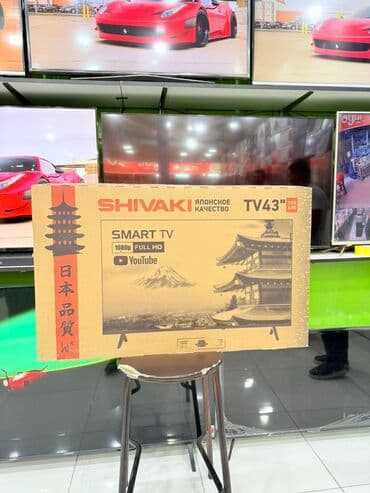 SHIVAKI ЯПОНСКОЕ КАЧЕСТВО TV43"
SMART TV
1080p FULL HD
YouTube
日本品質